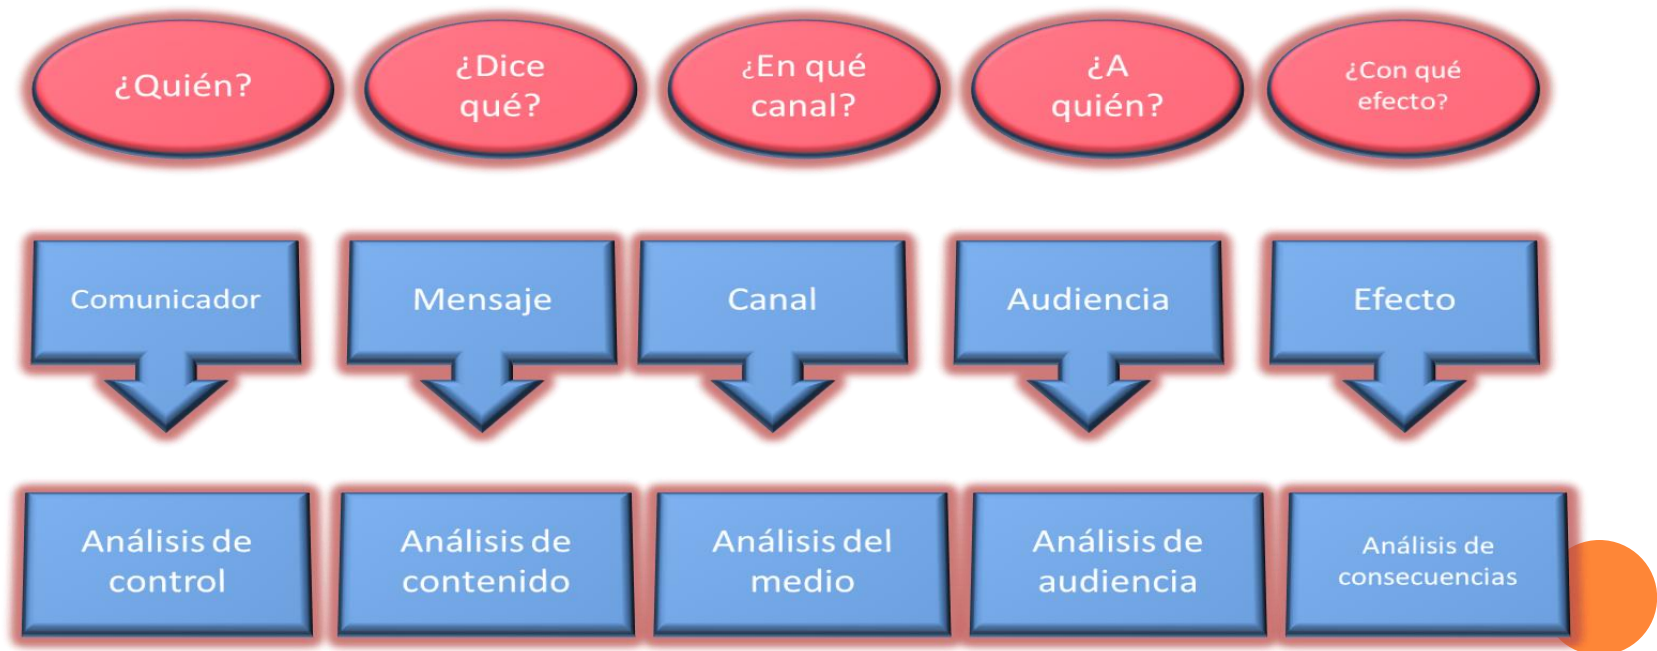 ¿Quién?
¿Dice
qué?
¿En qué
canal?
¿A
quién?
¿Con qué
efecto?
Comunicador
Mensaje
Canal
Audiencia
Efecto
Análisis de
control
Análisis de
contenido
Análisis del
medio
Análisis de
audiencia
Análisis de
consecuencias